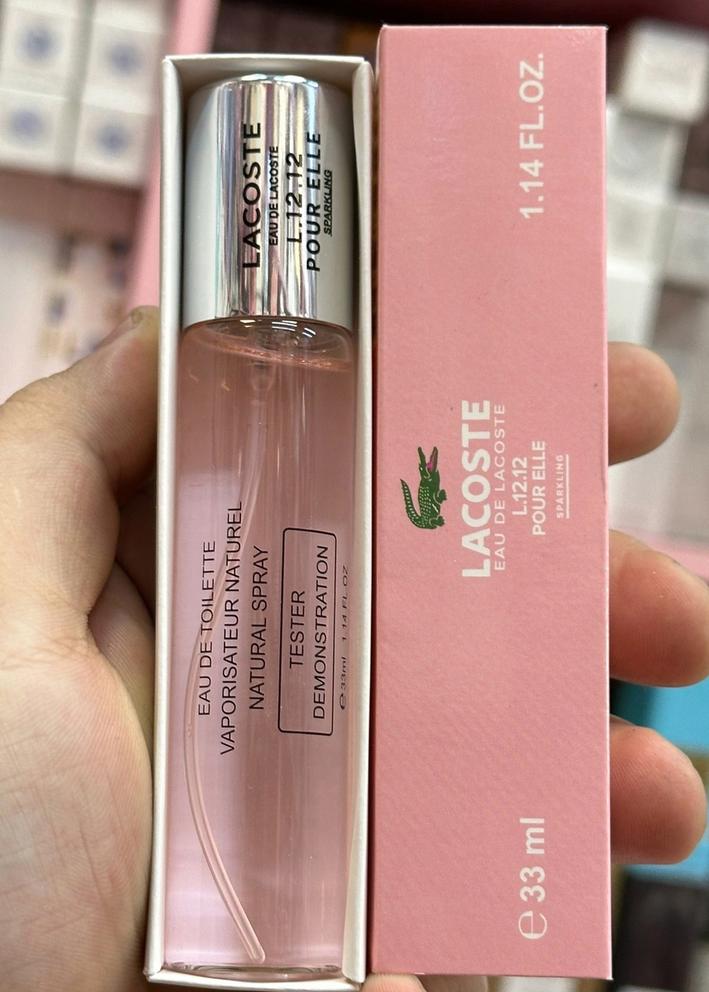 LACOSTE
EAU DE LACOSTE
L.12.12
POUR ELLE
SPARKLING
EAU DE TOILETTE
VAPORISATEUR NATUREL
NATURAL SPRAY
TESTER
DEMONSTRATION
e 33ml 1.14 FL OZ
LACOSTE
EAU DE LACOSTE
L.12.12
POUR ELLE
SPARKLING
1.14 FL.OZ.
e 33 ml